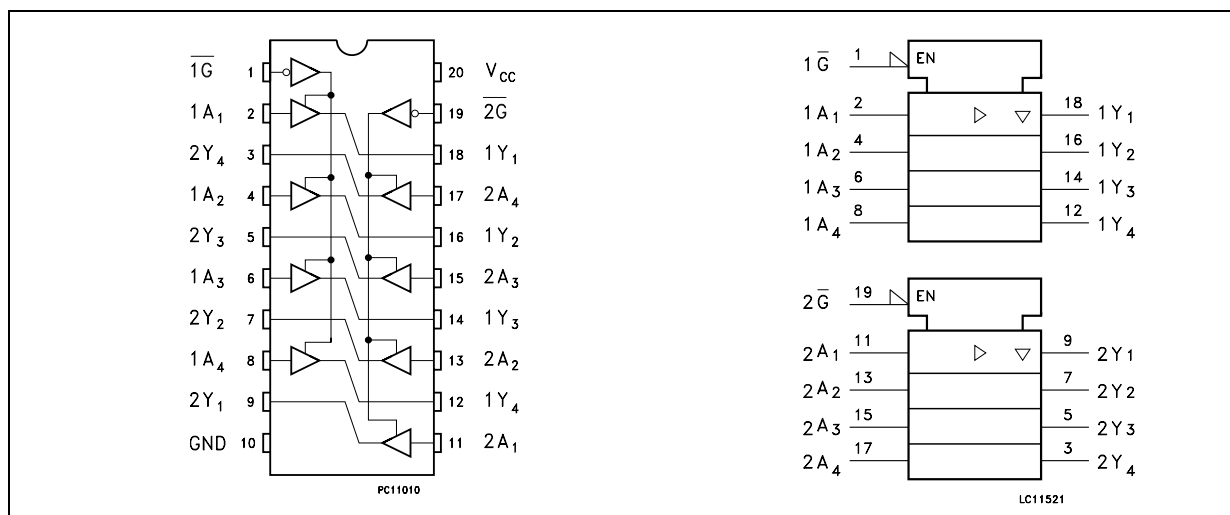 1G̅ 1 20 VCC
1A1 2 19 2G̅
2Y4 3 18 1Y1
1A2 4 17 2A4
2Y3 5 16 1Y2
1A3 6 15 2A3
2Y2 7 14 1Y3
1A4 8 13 2A2
2Y1 9 12 1Y4
GND 10 11 2A1
PC11010
1G̅ 1 EN
1A1 2 18 1Y1
1A2 4 16 1Y2
1A3 6 14 1Y3
1A4 8 12 1Y4
2G̅ 19 EN
2A1 11 9 2Y1
2A2 13 7 2Y2
2A3 15 5 2Y3
2A4 17 3 2Y4
LC11521